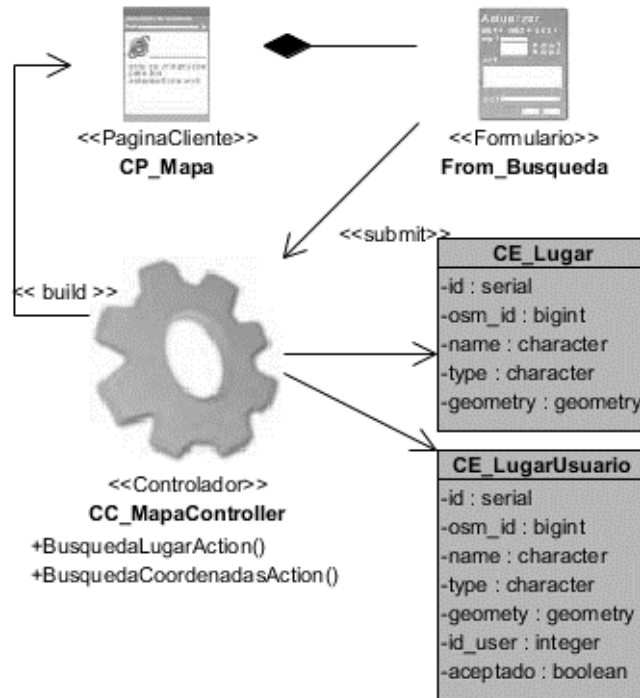 Actualizar
<<PaginaCliente>>
CP_Mapa
<<Formulario>>
From_Busqueda
<<submit>>
<< build >>
CE_Lugar
-id : serial
-osm_id : bigint
-name : character
-type : character
-geometry : geometry
<<Controlador>>
CC_MapaController
+BusquedaLugarAction()
+BusquedaCoordenadasAction()
CE_LugarUsuario
-id : serial
-osm_id : bigint
-name : character
-type : character
-geomety : geometry
-id_user : integer
-aceptado : boolean